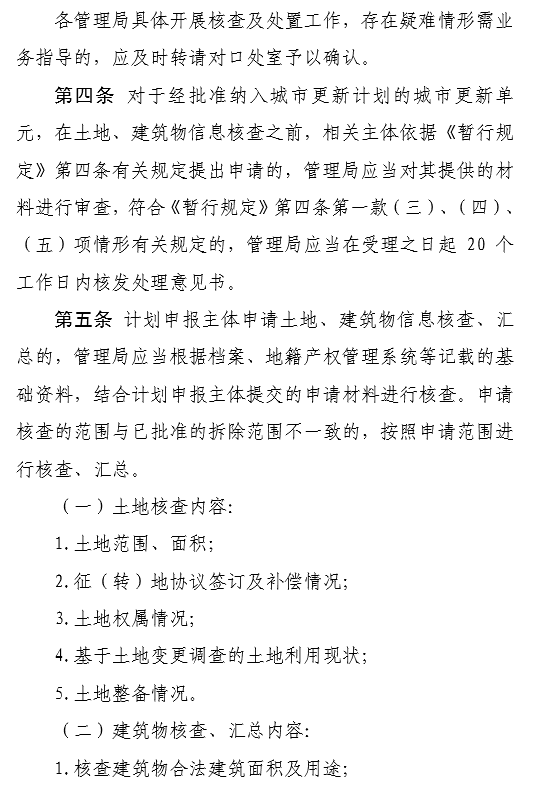 各管理局具体开展核查及处置工作，存在疑难情形需业
务指导的，应及时转请对口处室予以确认。
第四条 对于经批准纳入城市更新计划的城市更新单
元，在土地、建筑物信息核查之前，相关主体依据《暂行规
定》第四条有关规定提出申请的，管理局应当对其提供的材
料进行审查，符合《暂行规定》第四条第一款（三）、（四）、
（五）项情形有关规定的，管理局应当在受理之日起 20 个
工作日内核发处理意见书。
第五条 计划申报主体申请土地、建筑物信息核查、汇
总的，管理局应当根据档案、地籍产权管理系统等记载的基
础资料，结合计划申报主体提交的申请材料进行核查。申请
核查的范围与已批准的拆除范围不一致的，按照申请范围进
行核查、汇总。
（一）土地核查内容：
1.土地范围、面积；
2.征（转）地协议签订及补偿情况；
3.土地权属情况；
4.基于土地变更调查的土地利用现状；
5.土地整备情况。
（二）建筑物核查、汇总内容：
1.核查建筑物合法建筑面积及用途；